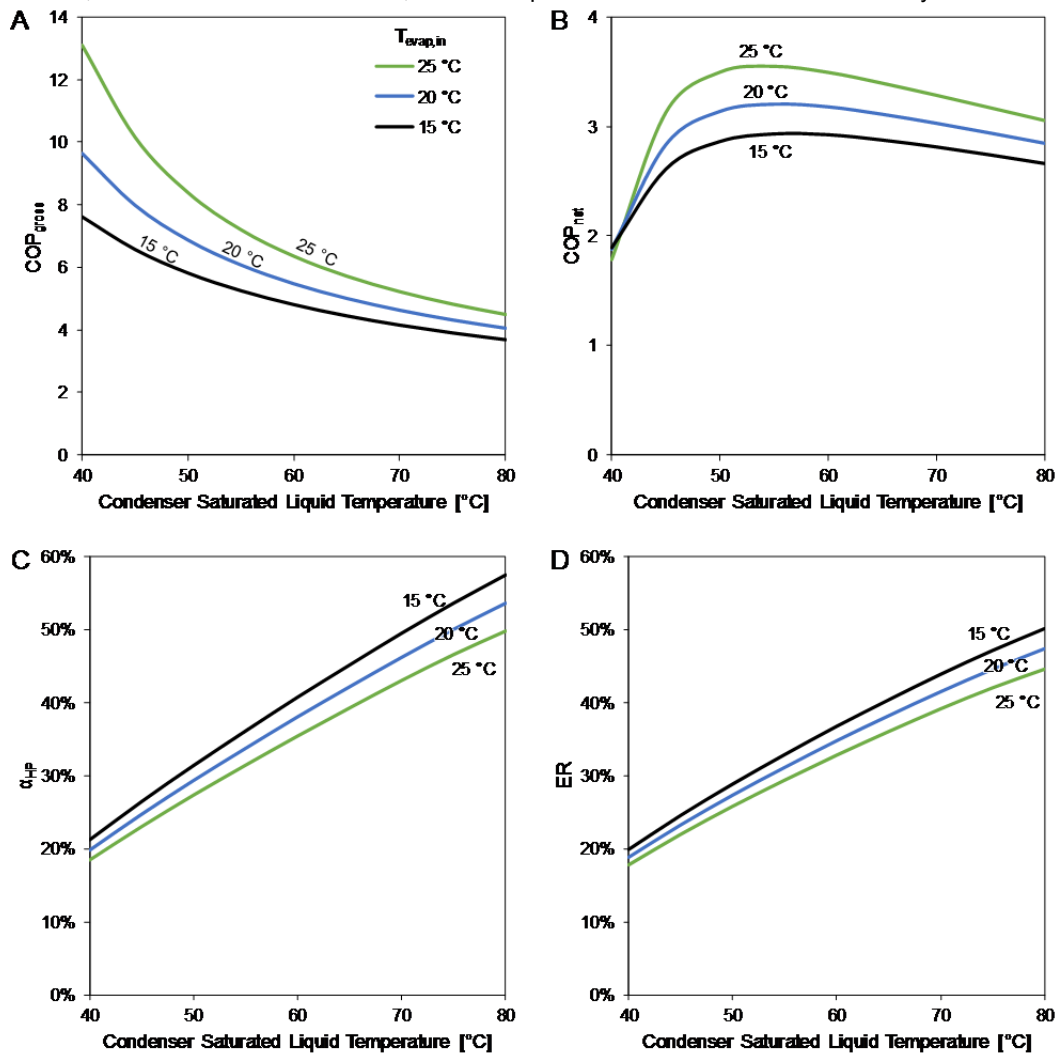 A
14
12
10
8
6
4
2
0
COPgross
Tevap,in
25 °C
20 °C
15 °C
15 °C
20 °C
25 °C
40 50 60 70 80
Condenser Saturated Liquid Temperature [°C]
B
4
3
2
1
0
COPnet
25 °C
20 °C
15 °C
40 50 60 70 80
Condenser Saturated Liquid Temperature [°C]
C
60%
50%
40%
30%
20%
10%
0%
αHP
15 °C
20 °C
25 °C
40 50 60 70 80
Condenser Saturated Liquid Temperature [°C]
D
60%
50%
40%
30%
20%
10%
0%
ER
15 °C
20 °C
25 °C
40 50 60 70 80
Condenser Saturated Liquid Temperature [°C]